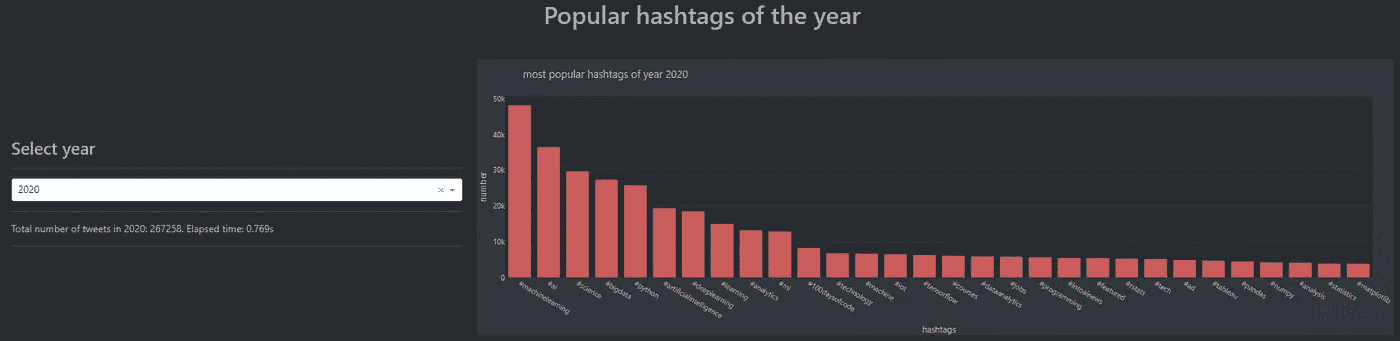 Popular hashtags of the year
Select year
2020
Total number of tweets in 2020: 267258. Elapsed time: 0.769s
most popular hashtags of year 2020
50k
40k
30k
20k
10k
0
number
#machinelearning
#ai
#science
#bigdata
#python
#artificialintelligence
#deeplearning
#learning
#analytics
#ml
#100daysofcode
#technology
#machine
#iot
#tensorflow
#courses
#dataanalytics
#jobs
#programming
#intoainews
#featured
#rstats
#tech
#ad
#tableau
#pandas
#numpy
#analysis
#statistics
#matplotlib
hashtags